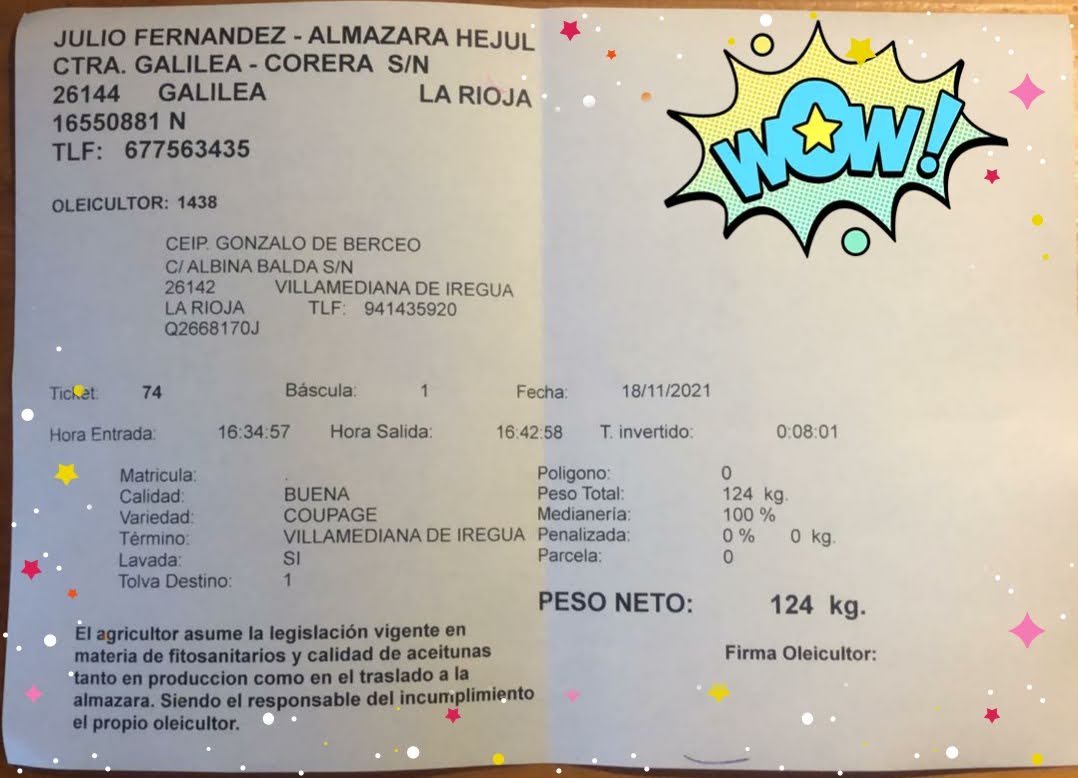 JULIO FERNANDEZ - ALMAZARA HEJUL
CTRA. GALILEA - CORERA S/N
26144 GALILEA LA RIOJA
16550881 N
TLF: 677563435
WOW!
OLEICULTOR: 1438
CEIP. GONZALO DE BERCEO
C/ ALBINA BALDA S/N
26142 VILLAMEDIANA DE IREGUA
LA RIOJA TLF: 941435920
Q2668170J
Ticket: 74 Báscula: 1 Fecha: 18/11/2021
Hora Entrada: 16:34:57 Hora Salida: 16:42:58 T. invertido: 0:08:01
Matricula: . Poligono: 0
Calidad: BUENA Peso Total: 124 kg.
Variedad: COUPAGE Medianería: 100 %
Término: VILLAMEDIANA DE IREGUA Penalizada: 0 % 0 kg.
Lavada: SI Parcela: 0
Tolva Destino: 1
PESO NETO: 124 kg.
El agricultor asume la legislación vigente en
materia de fitosanitarios y calidad de aceitunas
tanto en produccion como en el traslado a la
almazara. Siendo el responsable del incumplimiento
el propio oleicultor.
Firma Oleicultor: